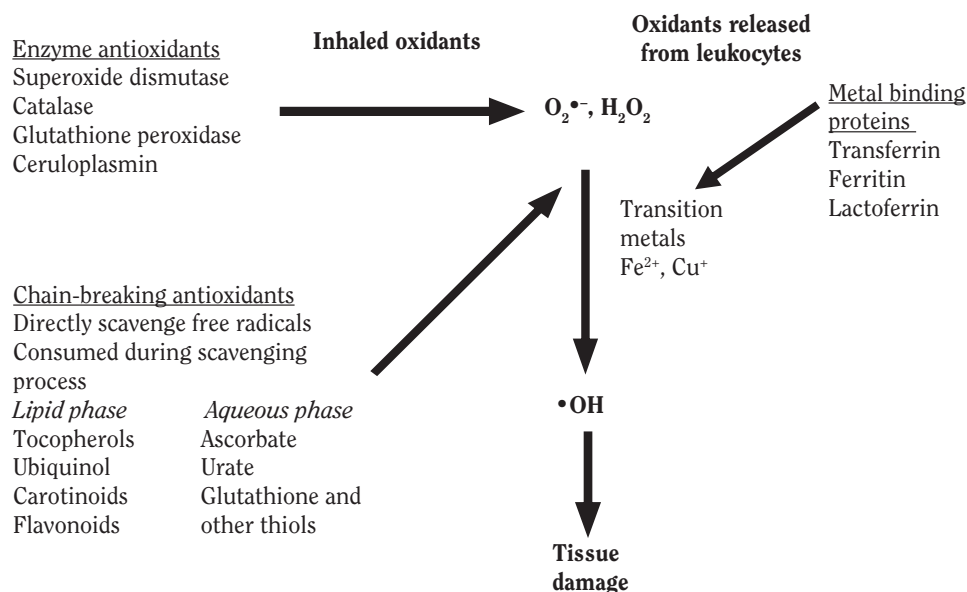 Enzyme antioxidants
Superoxide dismutase
Catalase
Glutathione peroxidase
Ceruloplasmin
Inhaled oxidants
Oxidants released
from leukocytes
O₂•⁻, H₂O₂
Metal binding
proteins
Transferrin
Ferritin
Lactoferrin
Transition
metals
Fe²⁺, Cu⁺
Chain-breaking antioxidants
Directly scavenge free radicals
Consumed during scavenging
process
Lipid phase
Tocopherols
Ubiquinol
Carotinoids
Flavonoids
Aqueous phase
Ascorbate
Urate
Glutathione and
other thiols
•OH
Tissue
damage